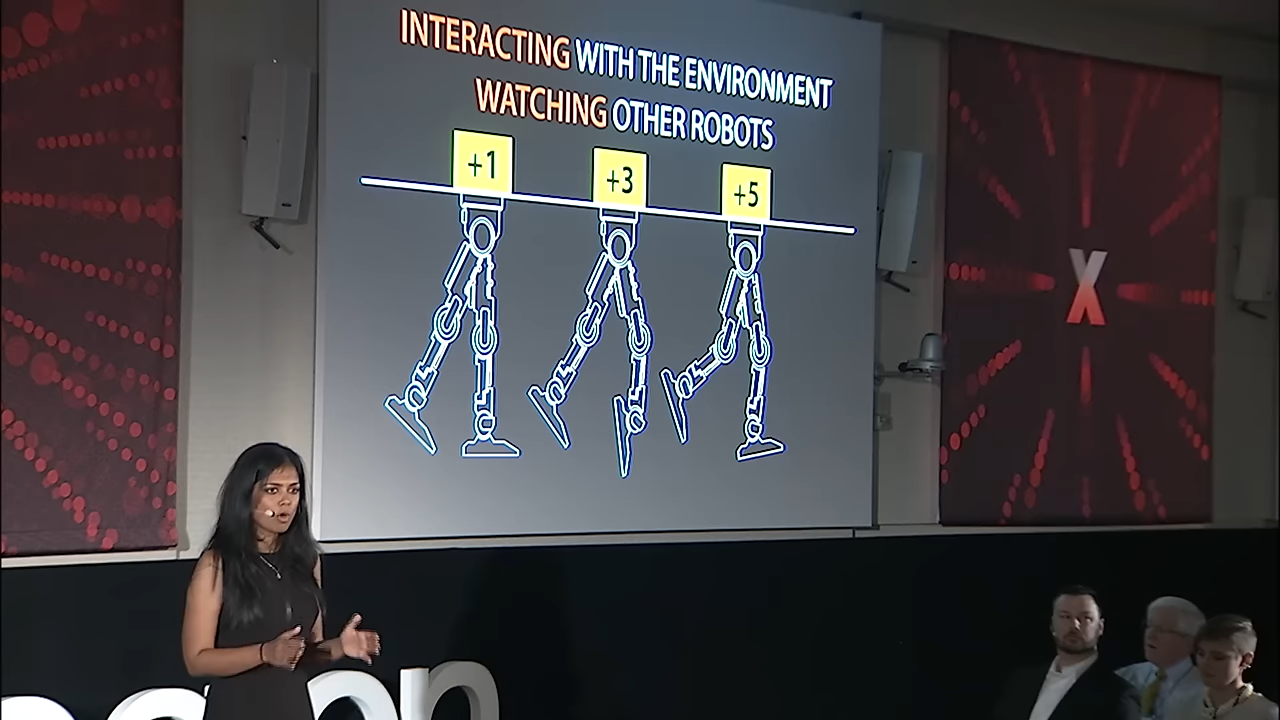 INTERACTING WITH THE ENVIRONMENT
WATCHING OTHER ROBOTS
+1
+3
+5
X